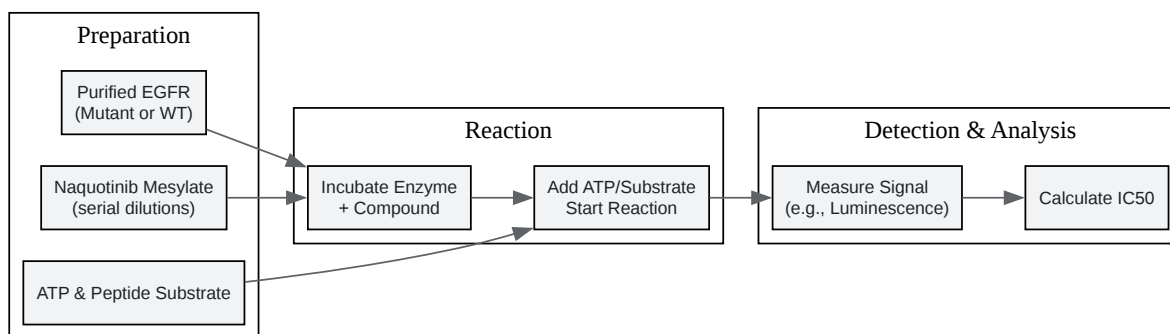 Preparation
Purified EGFR
(Mutant or WT)
Naquotinib Mesylate
(serial dilutions)
ATP & Peptide Substrate
Reaction
Incubate Enzyme
+ Compound
Add ATP/Substrate
Start Reaction
Detection & Analysis
Measure Signal
(e.g., Luminescence)
Calculate IC50